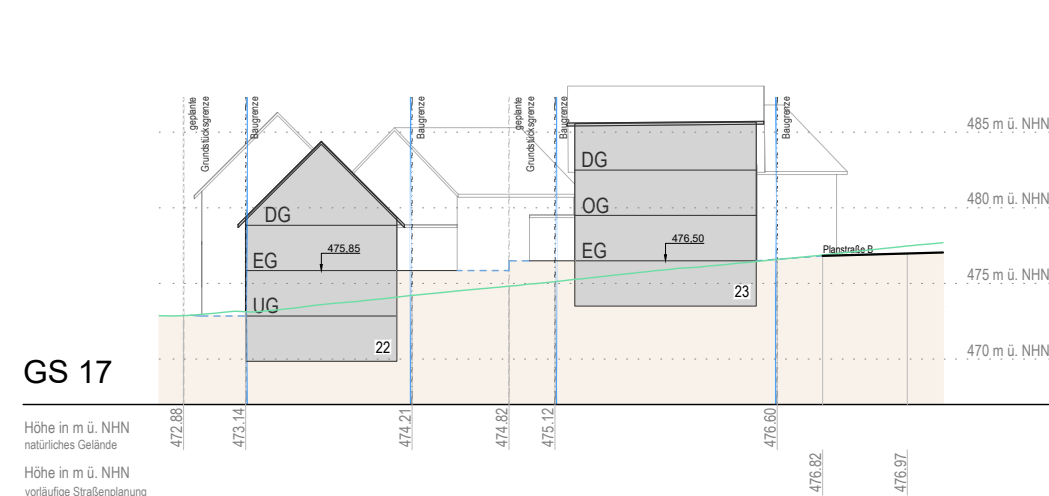 geplante
Grundstücksgrenze
Baugrenze
Baugrenze
geplante
Grundstücksgrenze
Baugrenze
Baugrenze
485 m ü. NHN
480 m ü. NHN
475 m ü. NHN
470 m ü. NHN
DG
EG
475,85
UG
22
DG
OG
EG
476,50
23
Planstraße B
GS 17
Höhe in m ü. NHN
natürliches Gelände
472.88
473.14
474.21
474.82
475.12
476.60
Höhe in m ü. NHN
vorläufige Straßenplanung
476.82
476.97